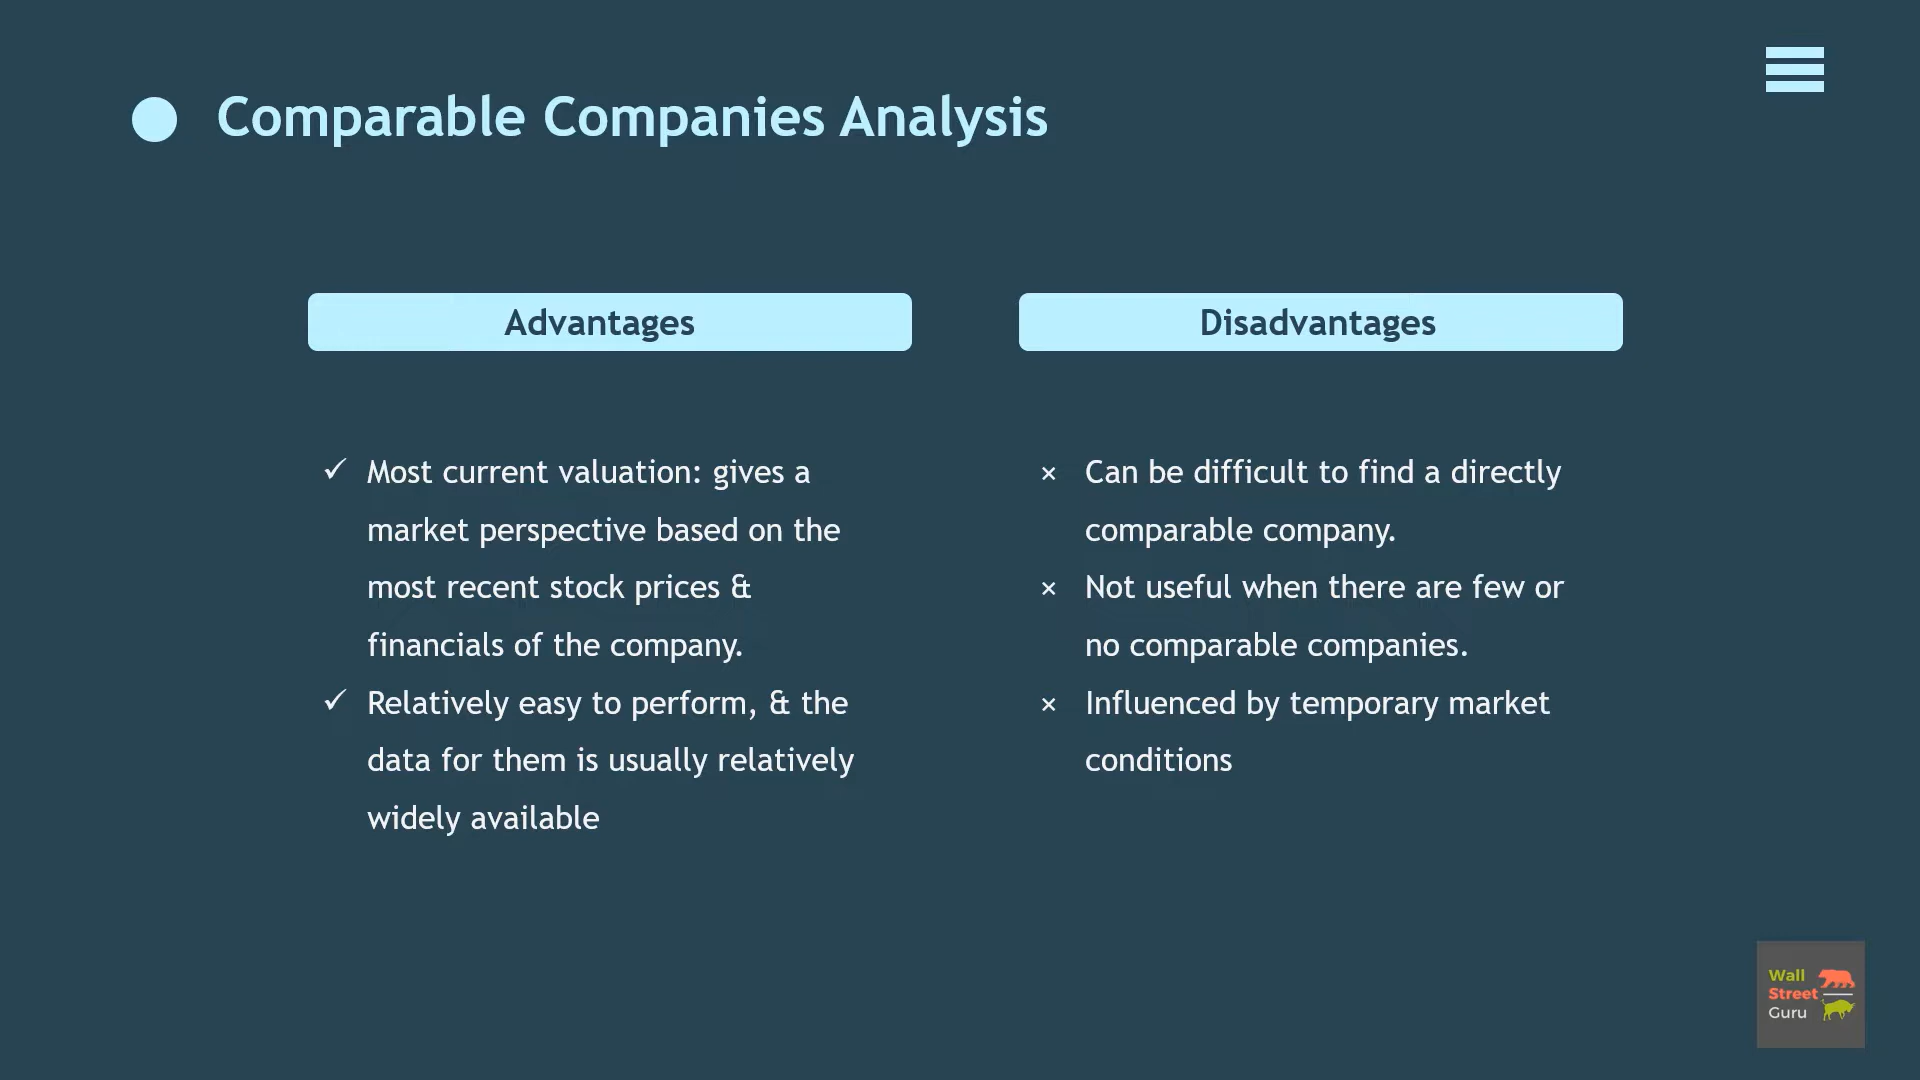 Comparable Companies Analysis
Advantages
✓ Most current valuation: gives a
market perspective based on the
most recent stock prices &
financials of the company.
✓ Relatively easy to perform, & the
data for them is usually relatively
widely available
Disadvantages
× Can be difficult to find a directly
comparable company.
× Not useful when there are few or
no comparable companies.
× Influenced by temporary market
conditions
Wall
Street
Guru